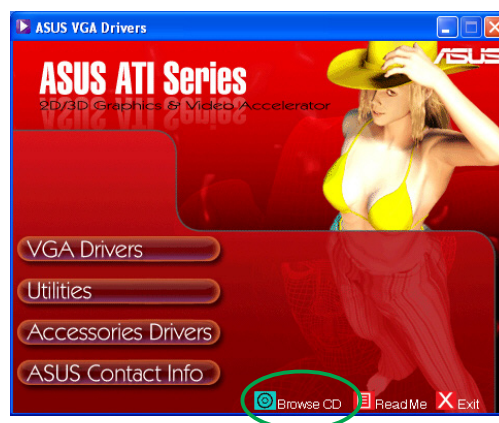 ASUS VGA Drivers
ASUS
ASUS ATI Series
2D/3D Graphics & Video Accelerator
VGA Drivers
Utilities
Accessories Drivers
ASUS Contact Info
Browse CD ReadMe Exit